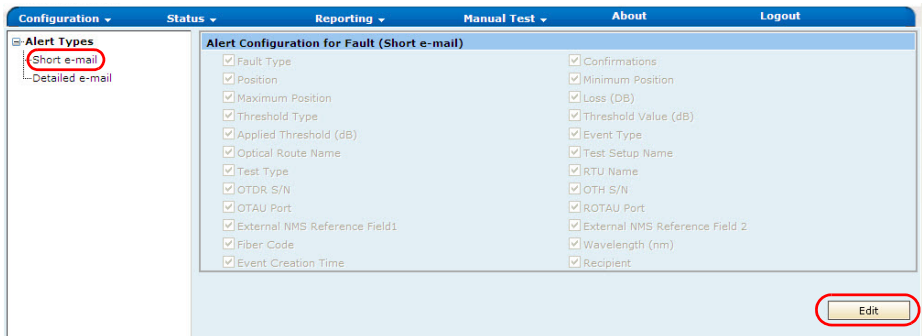 Configuration Status Reporting Manual Test About Logout
Alert Types
Short e-mail
Detailed e-mail
Alert Configuration for Fault (Short e-mail)
Fault Type Confirmations
Position Minimum Position
Maximum Position Loss (DB)
Threshold Type Threshold Value (dB)
Applied Threshold (dB) Event Type
Optical Route Name Test Setup Name
Test Type RTU Name
OTDR S/N OTH S/N
OTAU Port ROTAU Port
External NMS Reference Field1 External NMS Reference Field 2
Fiber Code Wavelength (nm)
Event Creation Time Recipient
Edit